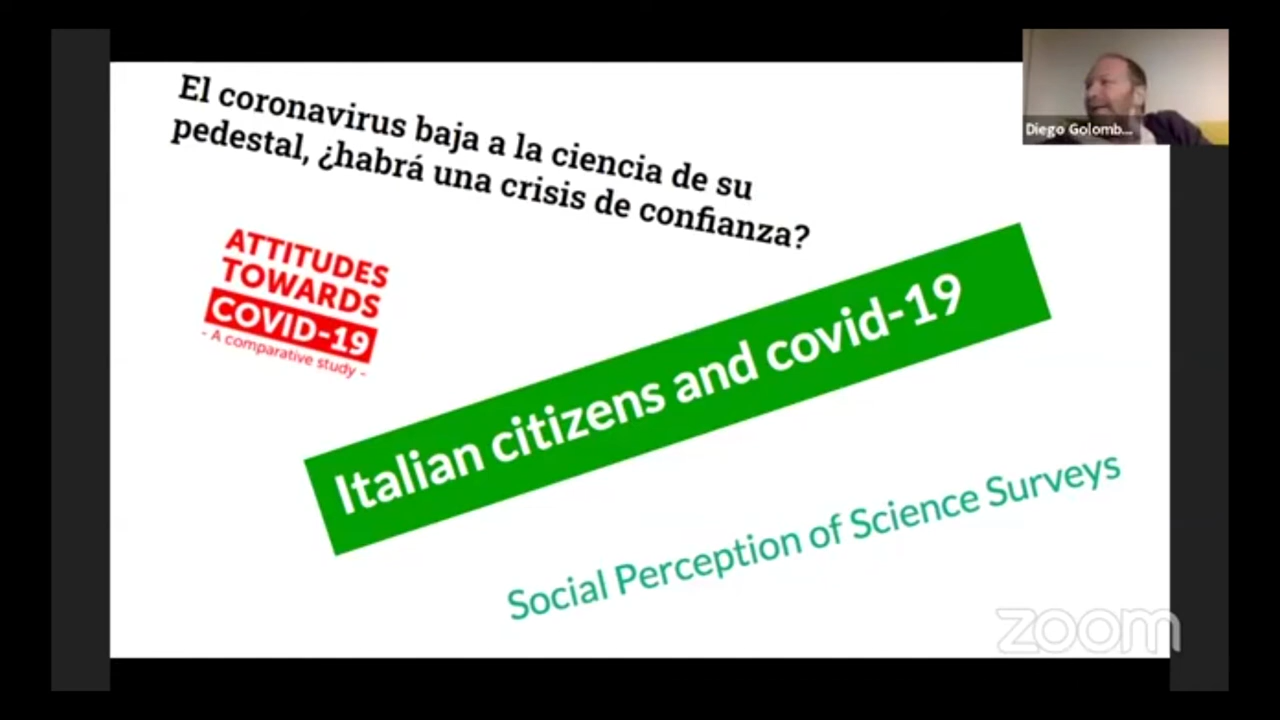 El coronavirus baja a la ciencia de su
pedestal, ¿habrá una crisis de confianza?
Diego Golomb...
ATTITUDES
TOWARDS
COVID-19
- A comparative study -
Italian citizens and covid-19
Social Perception of Science Surveys
zoom